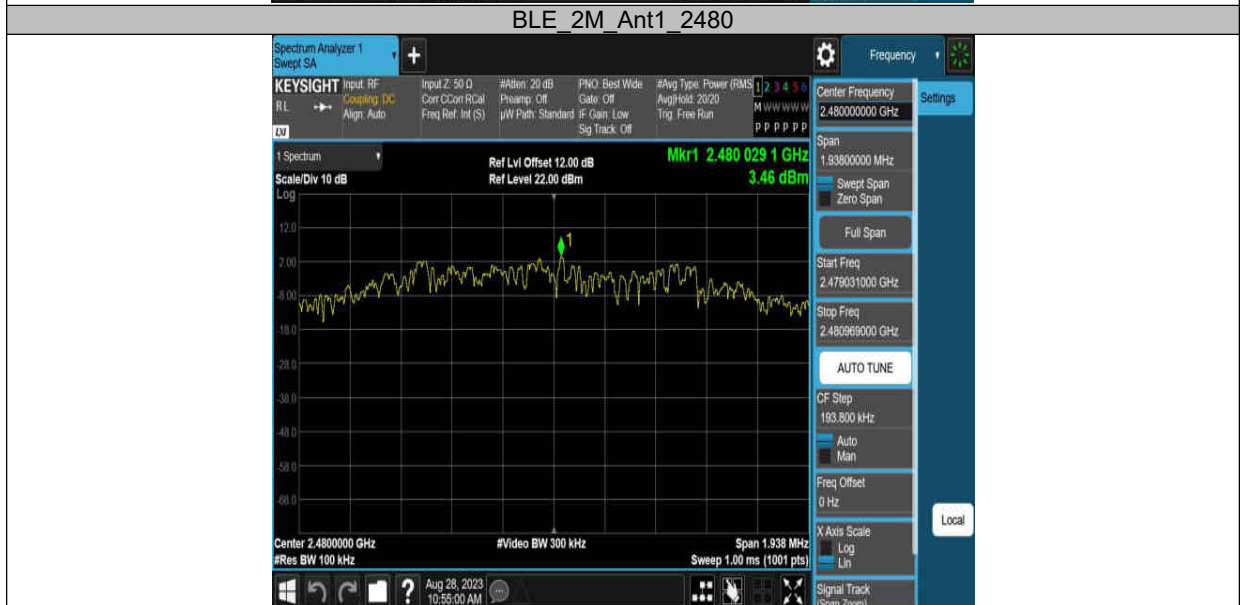 BLE_2M_Ant1_2480
Spectrum Analyzer 1
Swept SA
+
Frequency
KEYSIGHT
RL
Input: RF
Coupling: DC
Align: Auto
Input Z: 50 Ω
Corr CCorr RCal
Freq Ref: Int (S)
#Atten: 20 dB
Preamp: Off
µW Path: Standard
PNO: Best Wide
Gate: Off
IF Gain: Low
Sig Track: Off
#Avg Type: Power (RMS
Avg|Hold: 20/20
Trig: Free Run
1 2 3 4 5 6
M W W W W W
P P P P P P
Center Frequency
2.480000000 GHz
Settings
1 Spectrum
Scale/Div 10 dB
Log
Ref Lvl Offset 12.00 dB
Ref Level 22.00 dBm
Mkr1 2.480 029 1 GHz
3.46 dBm
Span
1.93800000 MHz
Swept Span
Zero Span
Full Span
Start Freq
2.479031000 GHz
Stop Freq
2.480969000 GHz
AUTO TUNE
CF Step
193.800 kHz
Auto
Man
Freq Offset
0 Hz
X Axis Scale
Log
Lin
Signal Track
(Span Zoom)
Local
12.0
2.00
-8.00
-18.0
-28.0
-38.0
-48.0
-58.0
-68.0
1
Center 2.4800000 GHz
#Res BW 100 kHz
#Video BW 300 kHz
Span 1.938 MHz
Sweep 1.00 ms (1001 pts)
?
Aug 28, 2023
10:55:00 AM